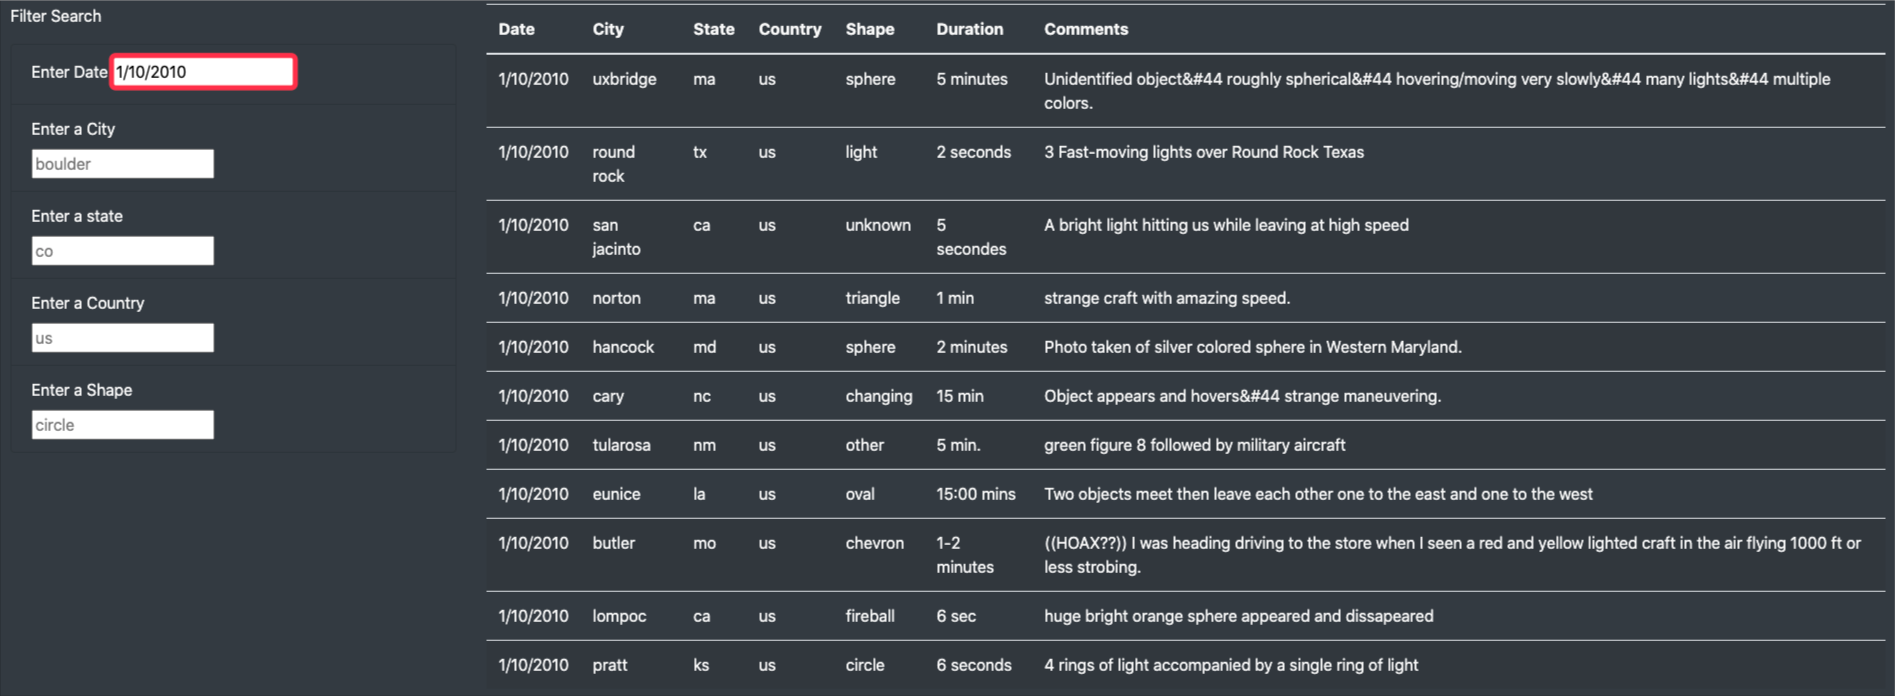 Filter Search
Enter Date 1/10/2010
Enter a City
boulder
Enter a state
co
Enter a Country
us
Enter a Shape
circle
Date City State Country Shape Duration Comments
1/10/2010 uxbridge ma us sphere 5 minutes Unidentified object&#44 roughly spherical&#44 hovering/moving very slowly&#44 many lights&#44 multiple
colors.
1/10/2010 round tx us light 2 seconds 3 Fast-moving lights over Round Rock Texas
rock
1/10/2010 san ca us unknown 5 A bright light hitting us while leaving at high speed
jacinto secondes
1/10/2010 norton ma us triangle 1 min strange craft with amazing speed.
1/10/2010 hancock md us sphere 2 minutes Photo taken of silver colored sphere in Western Maryland.
1/10/2010 cary nc us changing 15 min Object appears and hovers&#44 strange maneuvering.
1/10/2010 tularosa nm us other 5 min. green figure 8 followed by military aircraft
1/10/2010 eunice la us oval 15:00 mins Two objects meet then leave each other one to the east and one to the west
1/10/2010 butler mo us chevron 1-2 ((HOAX??)) I was heading driving to the store when I seen a red and yellow lighted craft in the air flying 1000 ft or
minutes less strobing.
1/10/2010 lompoc ca us fireball 6 sec huge bright orange sphere appeared and dissapeared
1/10/2010 pratt ks us circle 6 seconds 4 rings of light accompanied by a single ring of light